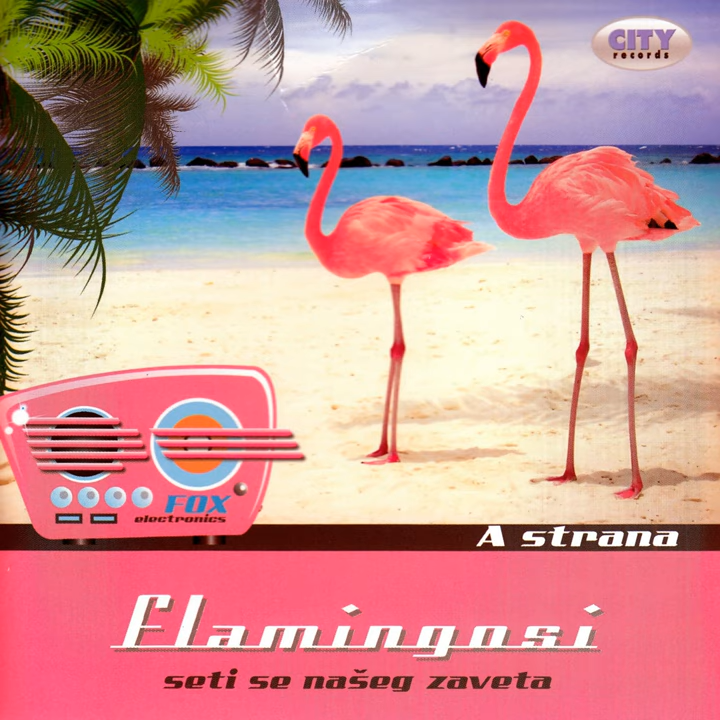 CITY
records
FOX
electronics
A strana
Flamingosi
seti se našeg zaveta